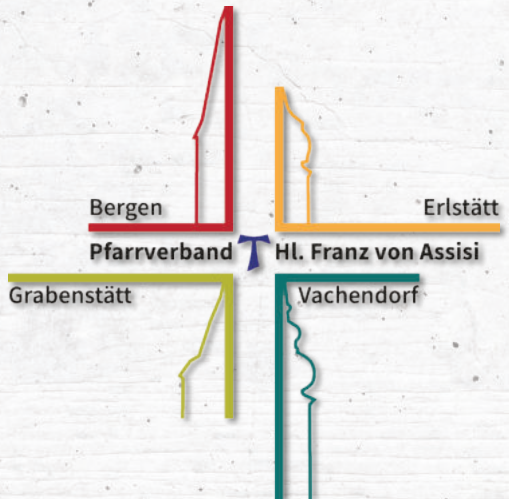 Bergen
Erlstätt
Pfarrverband Hl. Franz von Assisi
Grabenstätt
Vachendorf